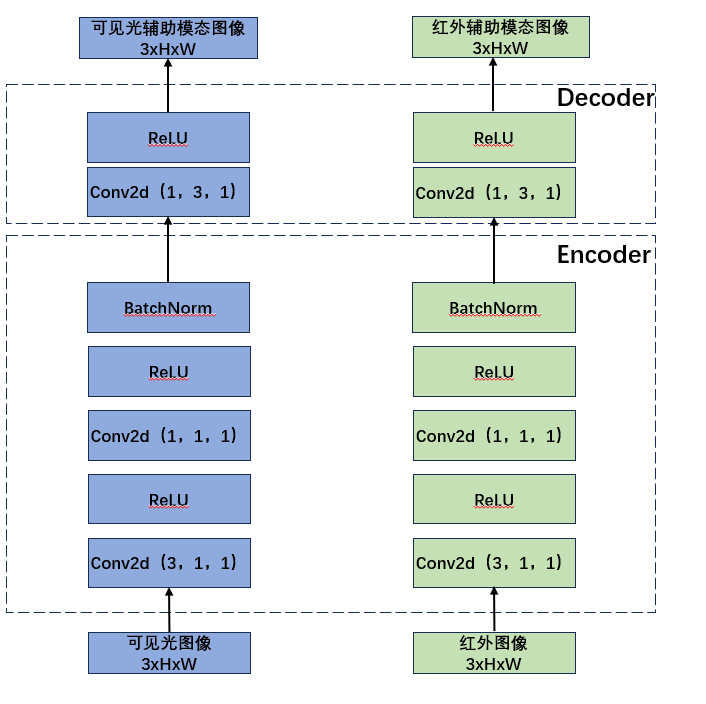 可见光辅助模态图像
3xHxW
红外辅助模态图像
3xHxW
Decoder
ReLU
ReLU
Conv2d（1，3，1）
Conv2d（1，3，1）
Encoder
BatchNorm
BatchNorm
ReLU
ReLU
Conv2d（1，1，1）
Conv2d（1，1，1）
ReLU
ReLU
Conv2d（3，1，1）
Conv2d（3，1，1）
可见光图像
3xHxW
红外图像
3xHxW